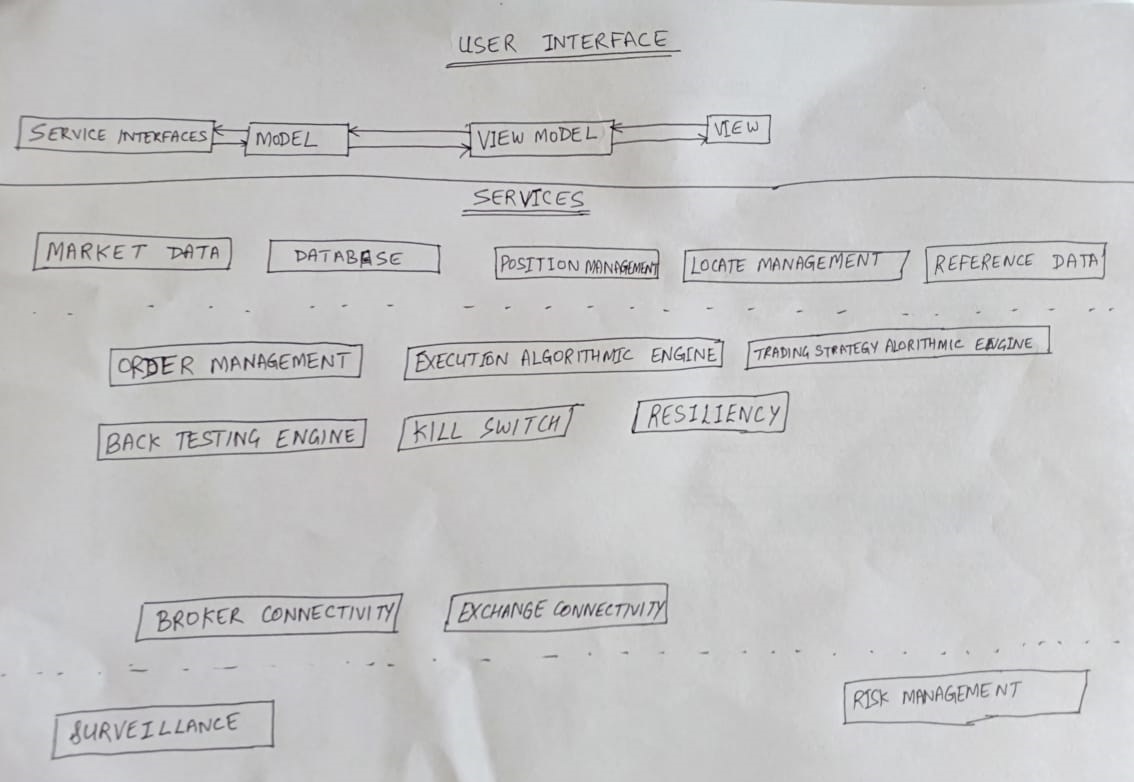 USER INTERFACE
SERVICE INTERFACES MODEL VIEW MODEL VIEW
SERVICES
MARKET DATA DATABASE POSITION MANAGEMENT LOCATE MANAGEMENT REFERENCE DATA
ORDER MANAGEMENT EXECUTION ALGORITHMIC ENGINE TRADING STRATEGY ALORITHMIC ENGINE
BACK TESTING ENGINE KILL SWITCH RESILIENCY
BROKER CONNECTIVITY EXCHANGE CONNECTIVITY
SURVEILLANCE RISK MANAGEMENT